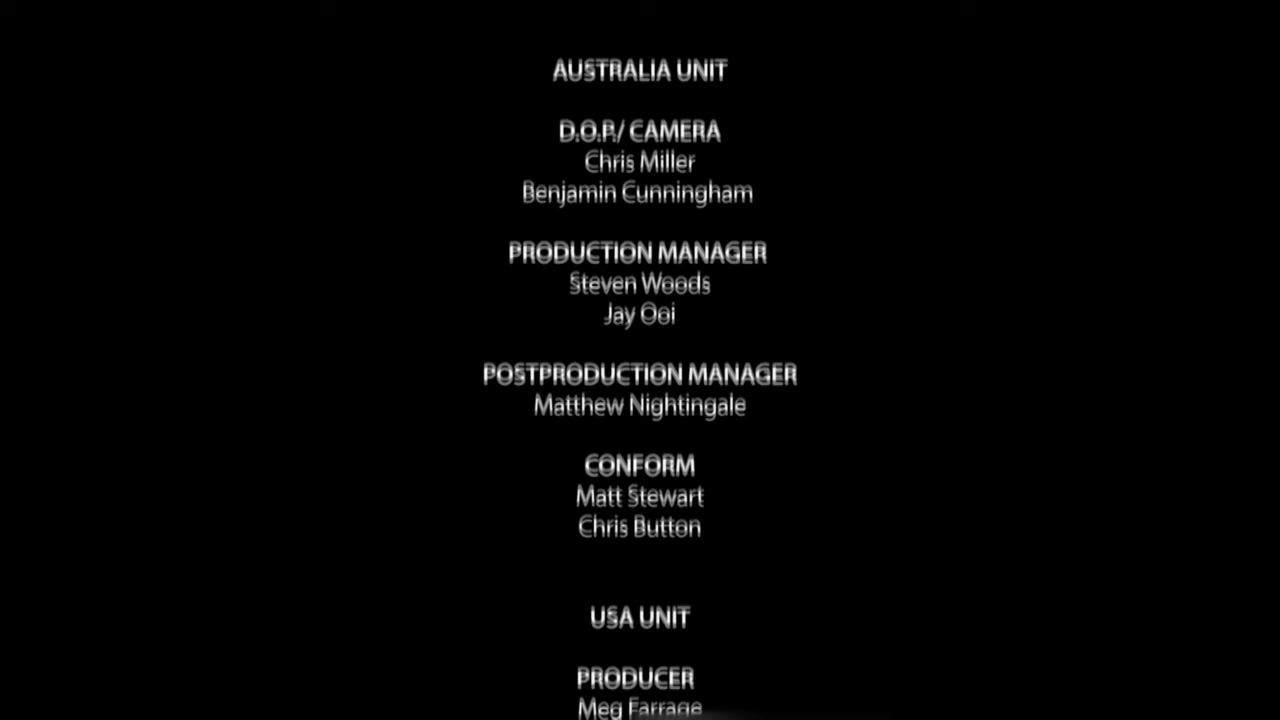 AUSTRALIA UNIT
D.O.P./ CAMERA
Chris Miller
Benjamin Cunningham
PRODUCTION MANAGER
Steven Woods
Jay Ooi
POSTPRODUCTION MANAGER
Matthew Nightingale
CONFORM
Matt Stewart
Chris Button
USA UNIT
PRODUCER
Meg Farrage